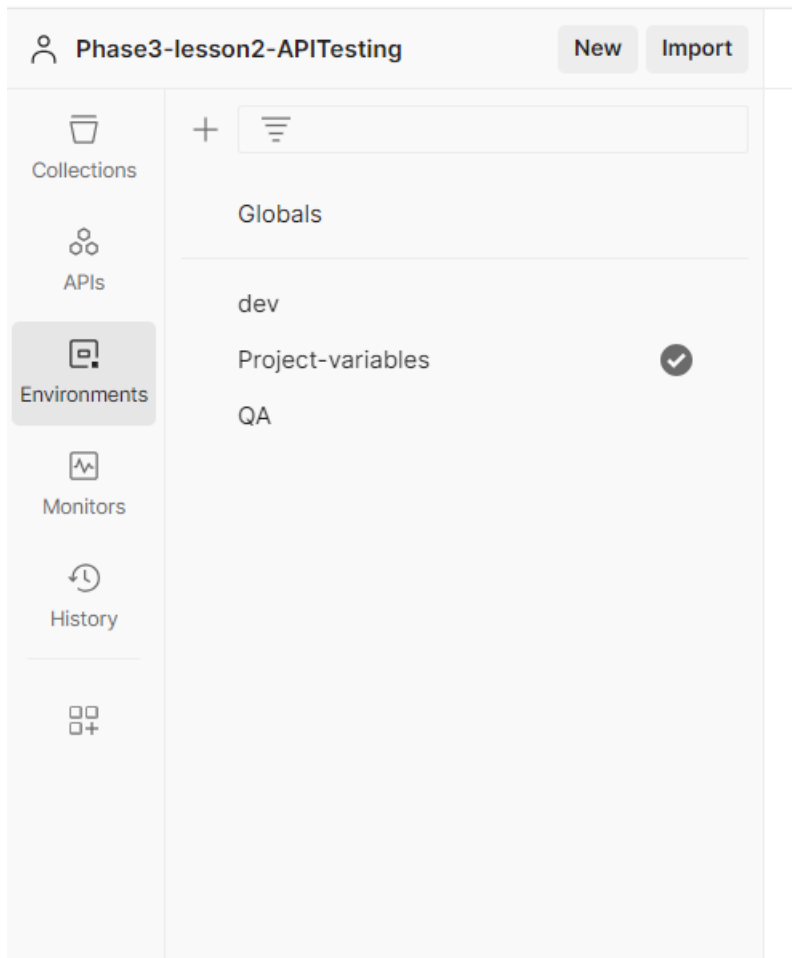 Phase3-lesson2-APITesting
New
Import
Collections
APIs
Environments
Monitors
History
Globals
dev
Project-variables
QA